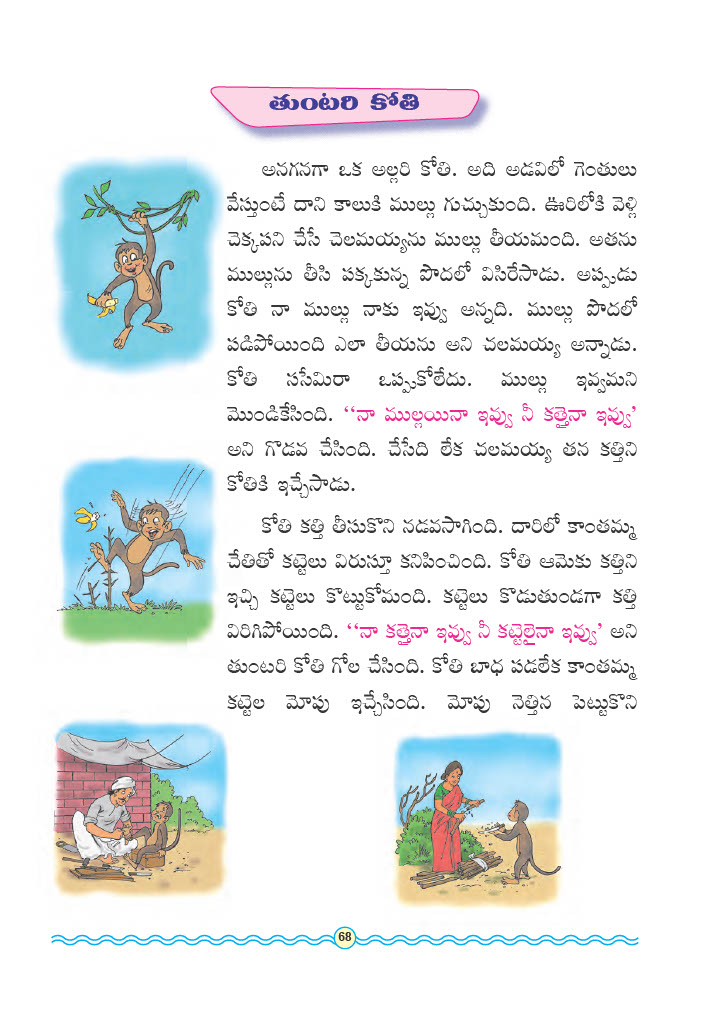 తుంటరి కోతి
అనగనగా ఒక అల్లరి కోతి. అది అడవిలో గెంతులు
వేస్తుంటే దాని కాలుకి ముల్లు గుచ్చుకుంది. ఊరిలోకి వెళ్లి
చెక్కపని చేసే చెలమయ్యను ముల్లు తీయమంది. అతను
ముల్లును తీసి పక్కకున్న పొదలో విసిరేసాడు. అప్పుడు
కోతి నా ముల్లు నాకు ఇవ్వు అన్నది. ముల్లు పొదలో
పడిపోయింది ఎలా తీయను అని చలమయ్య అన్నాడు.
కోతి ససేమిరా ఒప్పుకోలేదు. ముల్లు ఇవ్వమని
మొండికేసింది. ‘‘నా ముల్లయినా ఇవ్వు నీ కత్తైనా ఇవ్వు’
అని గొడవ చేసింది. చేసేది లేక చలమయ్య తన కత్తిని
కోతికి ఇచ్చేసాడు.
కోతి కత్తి తీసుకొని నడవసాగింది. దారిలో కాంతమ్మ
చేతితో కట్టెలు విరుస్తూ కనిపించింది. కోతి ఆమెకు కత్తిని
ఇచ్చి కట్టెలు కొట్టుకోమంది. కట్టెలు కొడుతుండగా కత్తి
విరిగిపోయింది. ‘‘నా కత్తైనా ఇవ్వు నీ కట్టెలైనా ఇవ్వు’ అని
తుంటరి కోతి గోల చేసింది. కోతి బాధ పడలేక కాంతమ్మ
కట్టెల మోపు ఇచ్చేసింది. మోపు నెత్తిన పెట్టుకొని
68